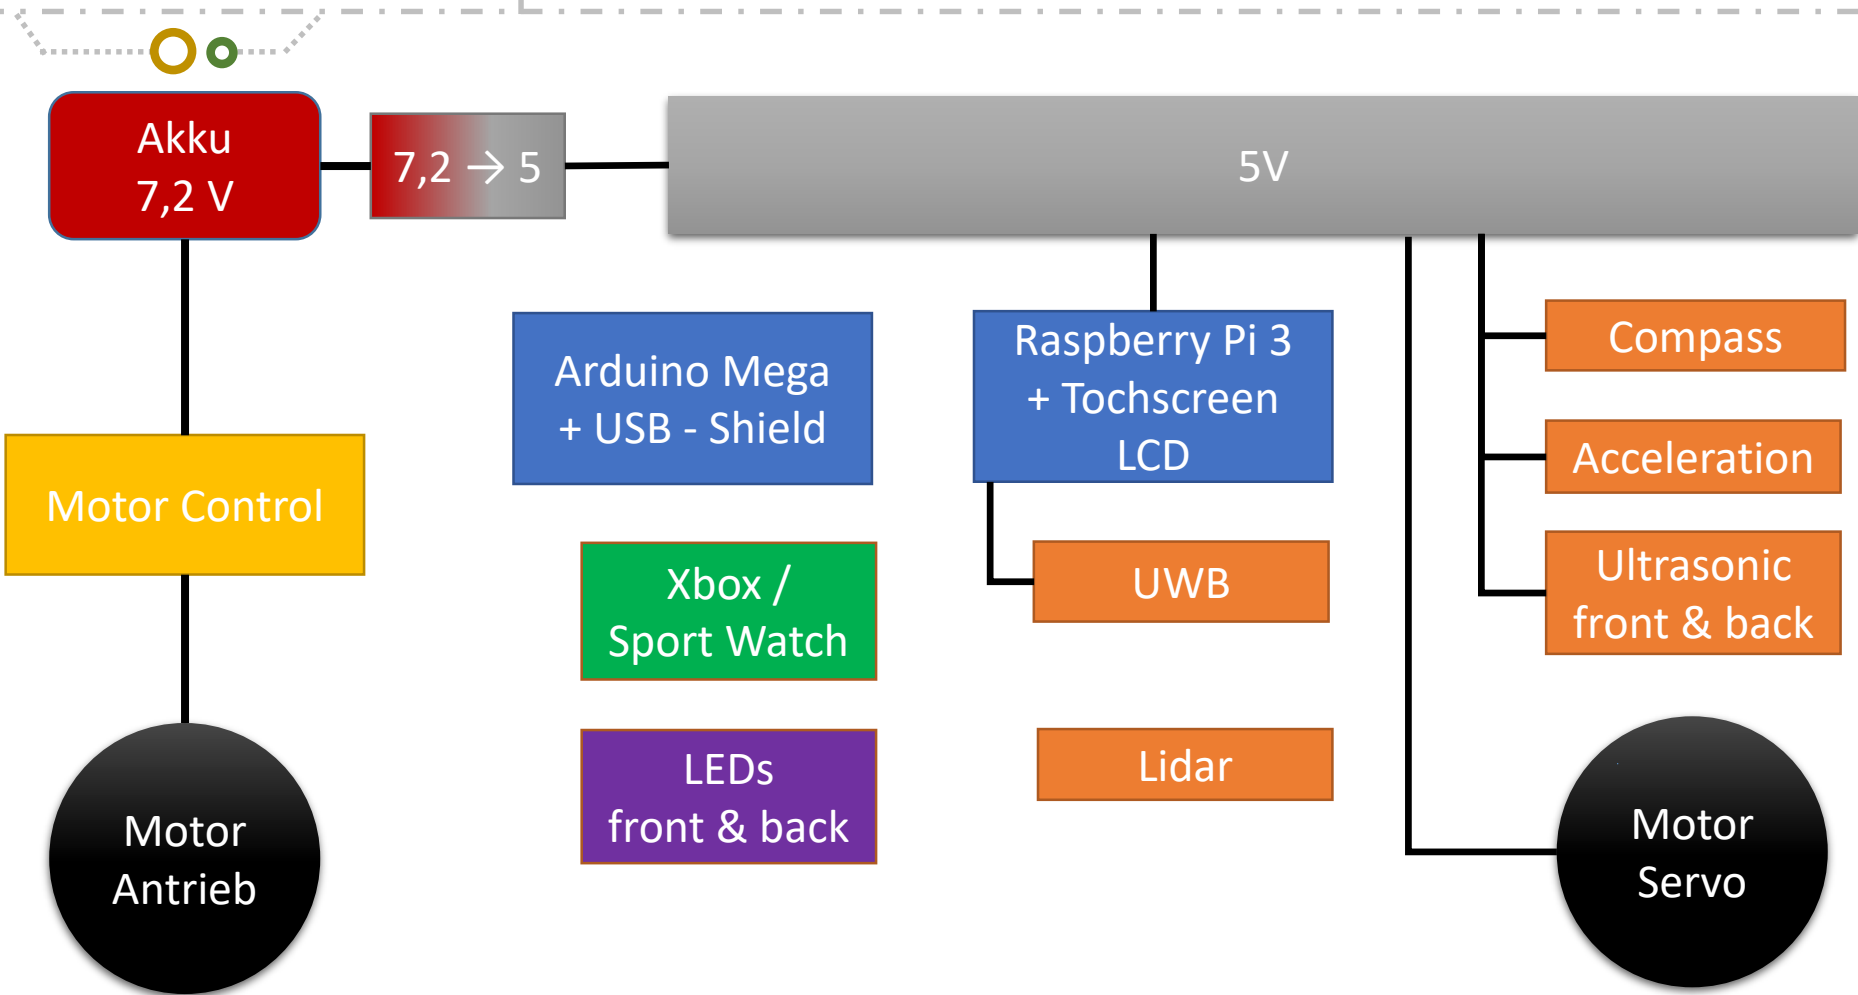 Akku
7,2 V
7,2 → 5
5V
Arduino Mega
+ USB - Shield
Raspberry Pi 3
+ Tochscreen
LCD
Compass
Acceleration
Ultrasonic
front & back
Motor Control
Xbox /
Sport Watch
UWB
LEDs
front & back
Lidar
Motor
Antrieb
Motor
Servo